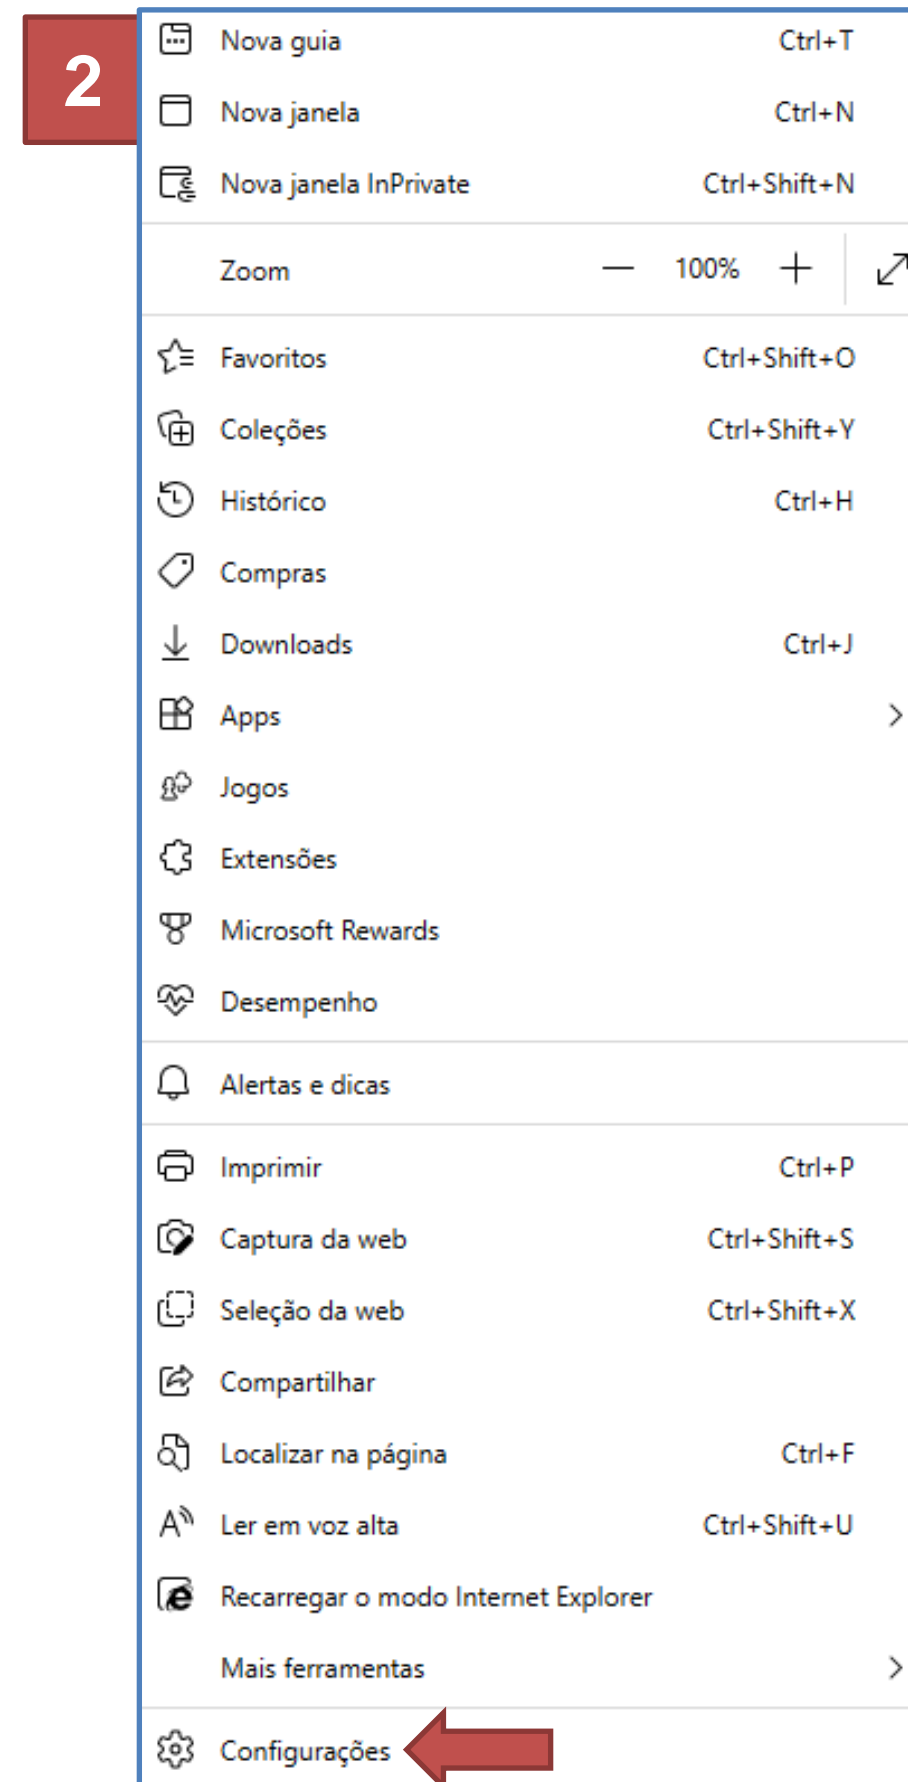 2
Nova guia Ctrl+T
Nova janela Ctrl+N
Nova janela InPrivate Ctrl+Shift+N
Zoom — 100% +
Favoritos Ctrl+Shift+O
Coleções Ctrl+Shift+Y
Histórico Ctrl+H
Compras
Downloads Ctrl+J
Apps
Jogos
Extensões
Microsoft Rewards
Desempenho
Alertas e dicas
Imprimir Ctrl+P
Captura da web Ctrl+Shift+S
Seleção da web Ctrl+Shift+X
Compartilhar
Localizar na página Ctrl+F
Ler em voz alta Ctrl+Shift+U
Recarregar o modo Internet Explorer
Mais ferramentas
Configurações